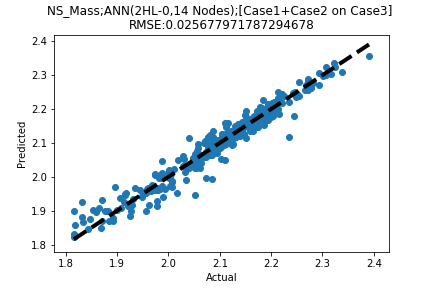 NS_Mass;ANN(2HL-0,14 Nodes);[Case1+Case2 on Case3]
RMSE:0.025677971787294678
2.4
2.3
2.2
2.1
2.0
1.9
1.8
Predicted
1.8 1.9 2.0 2.1 2.2 2.3 2.4
Actual